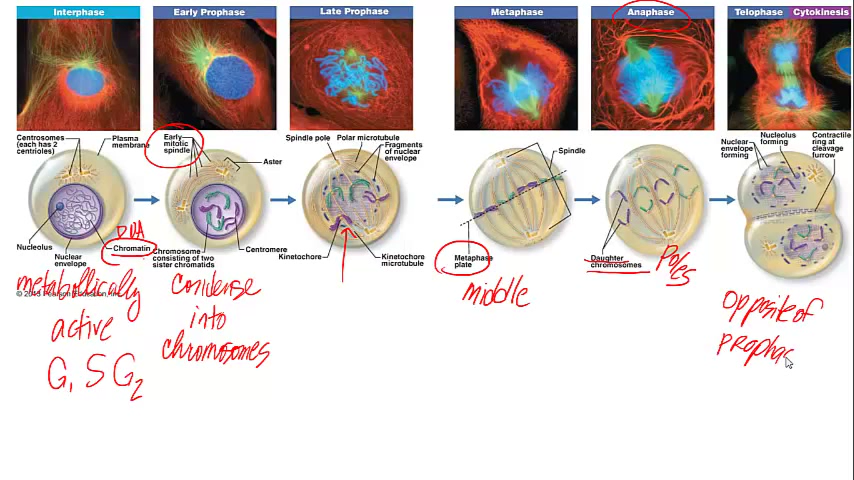 Interphase
Early Prophase
Late Prophase
Metaphase
Anaphase
Telophase
Cytokinesis
Centrosomes
(each has 2
centrioles)
Plasma
membrane
Early
mitotic
spindle
Aster
Spindle pole
Polar microtubule
Fragments
of nuclear
envelope
Spindle
Nuclear
envelope
forming
Nucleolus
forming
Contractile
ring at
cleavage
furrow
Nucleolus
Nuclear
envelope
DNA
Chromatin
Chromosome
consisting of two
sister chromatids
Centromere
Kinetochore
Kinetochore
microtubule
Metaphase
plate
Daughter
chromosomes
Poles
metabollically
active
G1 S G2
Condense
into
chromosomes
middle
Opposite of
prophas